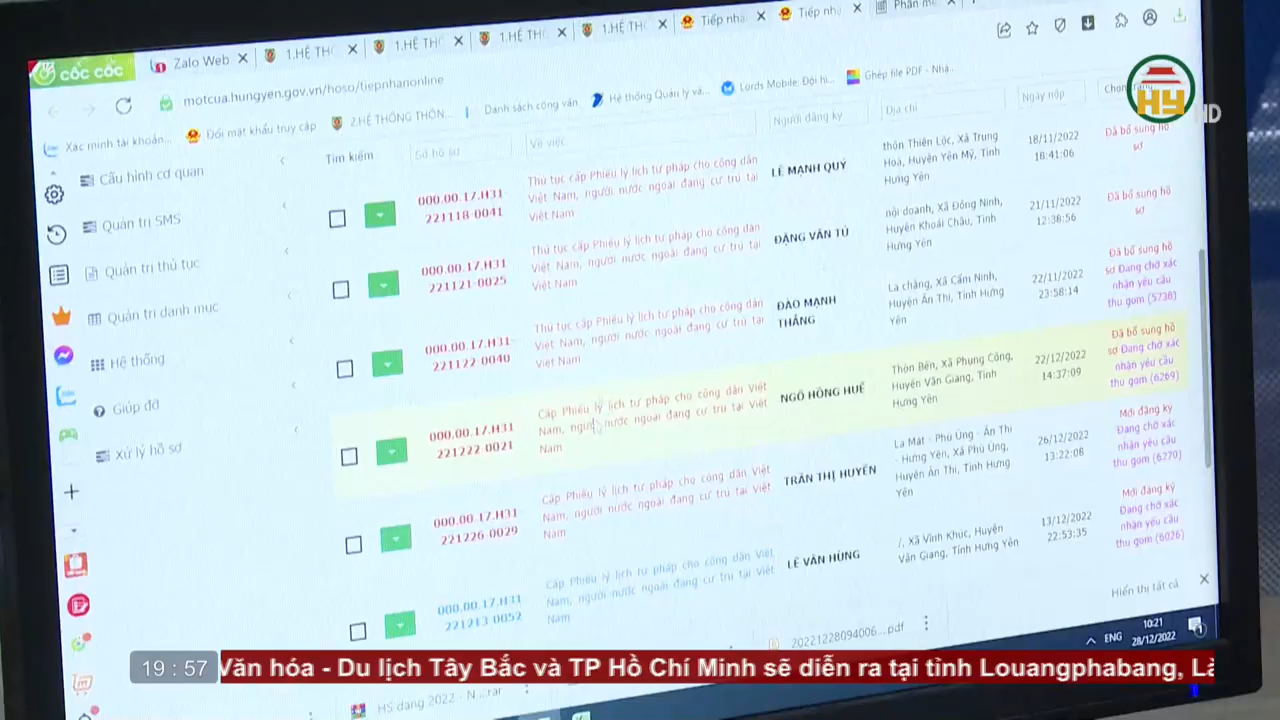 CỐC CỐC
Zalo Web
1.HỆ THỐ
1.HỆ THỐ
1.HỆ THỐ
1.HỆ THỐ
Tiếp nhậ
Tiếp nhậ
Phần m
motcua.hungyen.gov.vn/hoso/tiepnhanonline
Xác minh tài khoản...
Đổi mật khẩu truy cập
2.HỆ THỐNG THÔN...
Danh sách công văn
Hệ thống Quản lý và...
Lords Mobile: Đội hì...
Ghép file PDF - Nhậ...
HY HD
Tìm kiếm
Số hồ sơ
Về việc
Người đăng ký
Địa chỉ
Ngày nộp
Cấu hình cơ quan
Quản trị SMS
Quản trị thủ tục
Quản trị danh mục
Hệ thống
Giúp đỡ
Xử lý hồ sơ
000.00.17.H31-
221118-0041
Thủ tục cấp Phiếu lý lịch tư pháp cho công dân
Việt Nam, người nước ngoài đang cư trú tại
Việt Nam
LÊ MẠNH QUÝ
thôn Thiên Lộc, Xã Trung
Hoà, Huyện Yên Mỹ, Tỉnh
Hưng Yên
18/11/2022
18:41:06
Đã bổ sung hồ
sơ
000.00.17.H31-
221121-0025
Thủ tục cấp Phiếu lý lịch tư pháp cho công dân
Việt Nam, người nước ngoài đang cư trú tại
Việt Nam
ĐẶNG VĂN TÚ
nội doanh, Xã Đông Ninh,
Huyện Khoái Châu, Tỉnh
Hưng Yên
21/11/2022
12:38:56
Đã bổ sung hồ
sơ
000.00.17.H31-
221122-0040
Thủ tục cấp Phiếu lý lịch tư pháp cho công dân
Việt Nam, người nước ngoài đang cư trú tại
Việt Nam
ĐÀO MẠNH
THẮNG
La chàng, Xã Cẩm Ninh,
Huyện Ân Thi, Tỉnh Hưng
Yên
22/11/2022
23:58:14
Đã bổ sung hồ
sơ Đang chờ xác
nhận yêu cầu
thu gom (5738)
000.00.17.H31-
221222-0021
Cấp Phiếu lý lịch tư pháp cho công dân Việt
Nam, người nước ngoài đang cư trú tại Việt
Nam
NGÔ HỒNG HUẾ
Thôn Bến, Xã Phụng Công,
Huyện Văn Giang, Tỉnh
Hưng Yên
22/12/2022
14:37:09
Đã bổ sung hồ
sơ Đang chờ xác
nhận yêu cầu
thu gom (6269)
000.00.17.H31-
221226-0029
Cấp Phiếu lý lịch tư pháp cho công dân Việt
Nam, người nước ngoài đang cư trú tại Việt
Nam
TRẦN THỊ HUYỀN
La Mát - Phù Ủng - Ân Thi
- Hưng Yên, Xã Phù Ủng,
Huyện Ân Thi, Tỉnh Hưng
Yên
26/12/2022
13:22:08
Mới đăng ký
Đang chờ xác
nhận yêu cầu
thu gom (6270)
000.00.17.H31-
221213-0052
Cấp Phiếu lý lịch tư pháp cho công dân Việt
Nam, người nước ngoài đang cư trú tại Việt
Nam
LÊ VĂN HÙNG
/, Xã Vĩnh Khúc, Huyện
Văn Giang, Tỉnh Hưng Yên
13/12/2022
22:53:35
Mới đăng ký
Đang chờ xác
nhận yêu cầu
thu gom (6026)
20221228094006...pdf
Hiển thị tất cả
ENG
10:21
28/12/2022
19 : 57
Văn hóa - Du lịch Tây Bắc và TP Hồ Chí Minh sẽ diễn ra tại tỉnh Louangphabang, Là
HS dang 2022 - N...rar